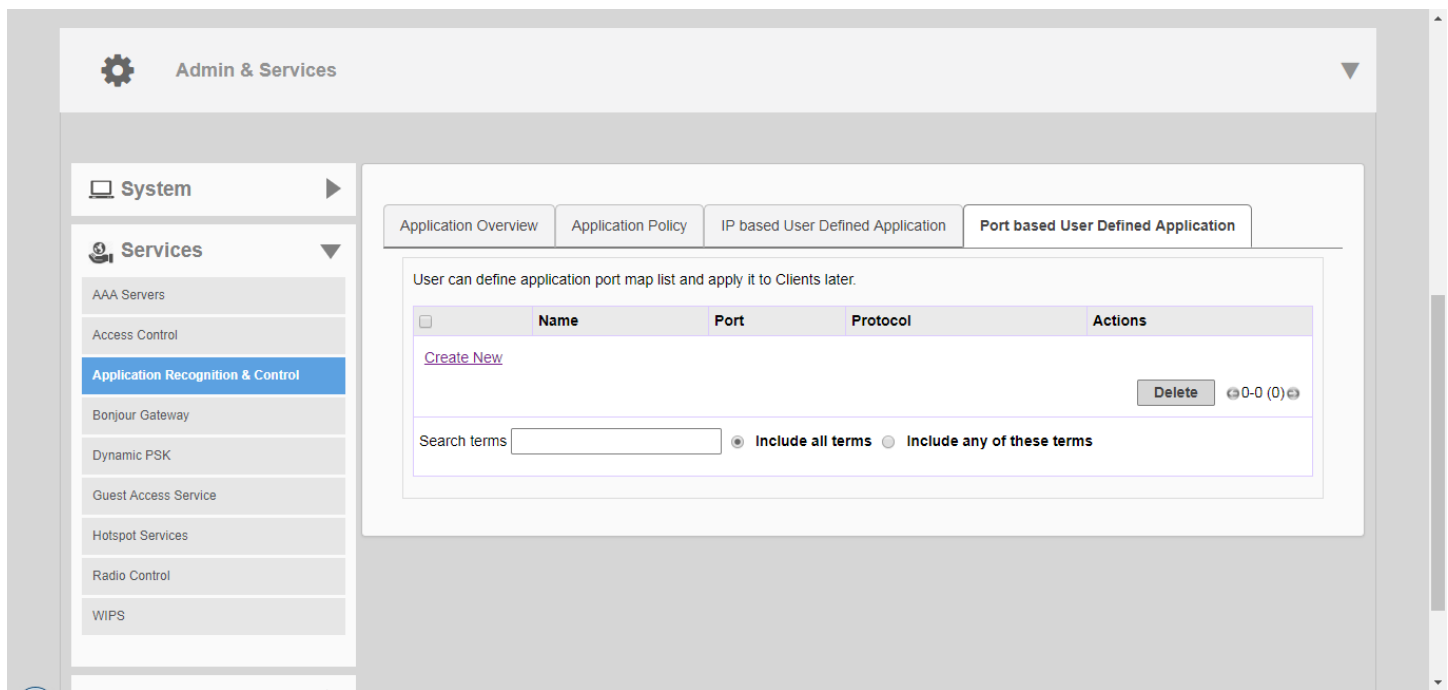 Admin & Services
System
Services
AAA Servers
Access Control
Application Recognition & Control
Bonjour Gateway
Dynamic PSK
Guest Access Service
Hotspot Services
Radio Control
WIPS
Application Overview Application Policy IP based User Defined Application Port based User Defined Application
User can define application port map list and apply it to Clients later.
Name Port Protocol Actions
Create New
Delete 0-0 (0)
Search terms Include all terms Include any of these terms